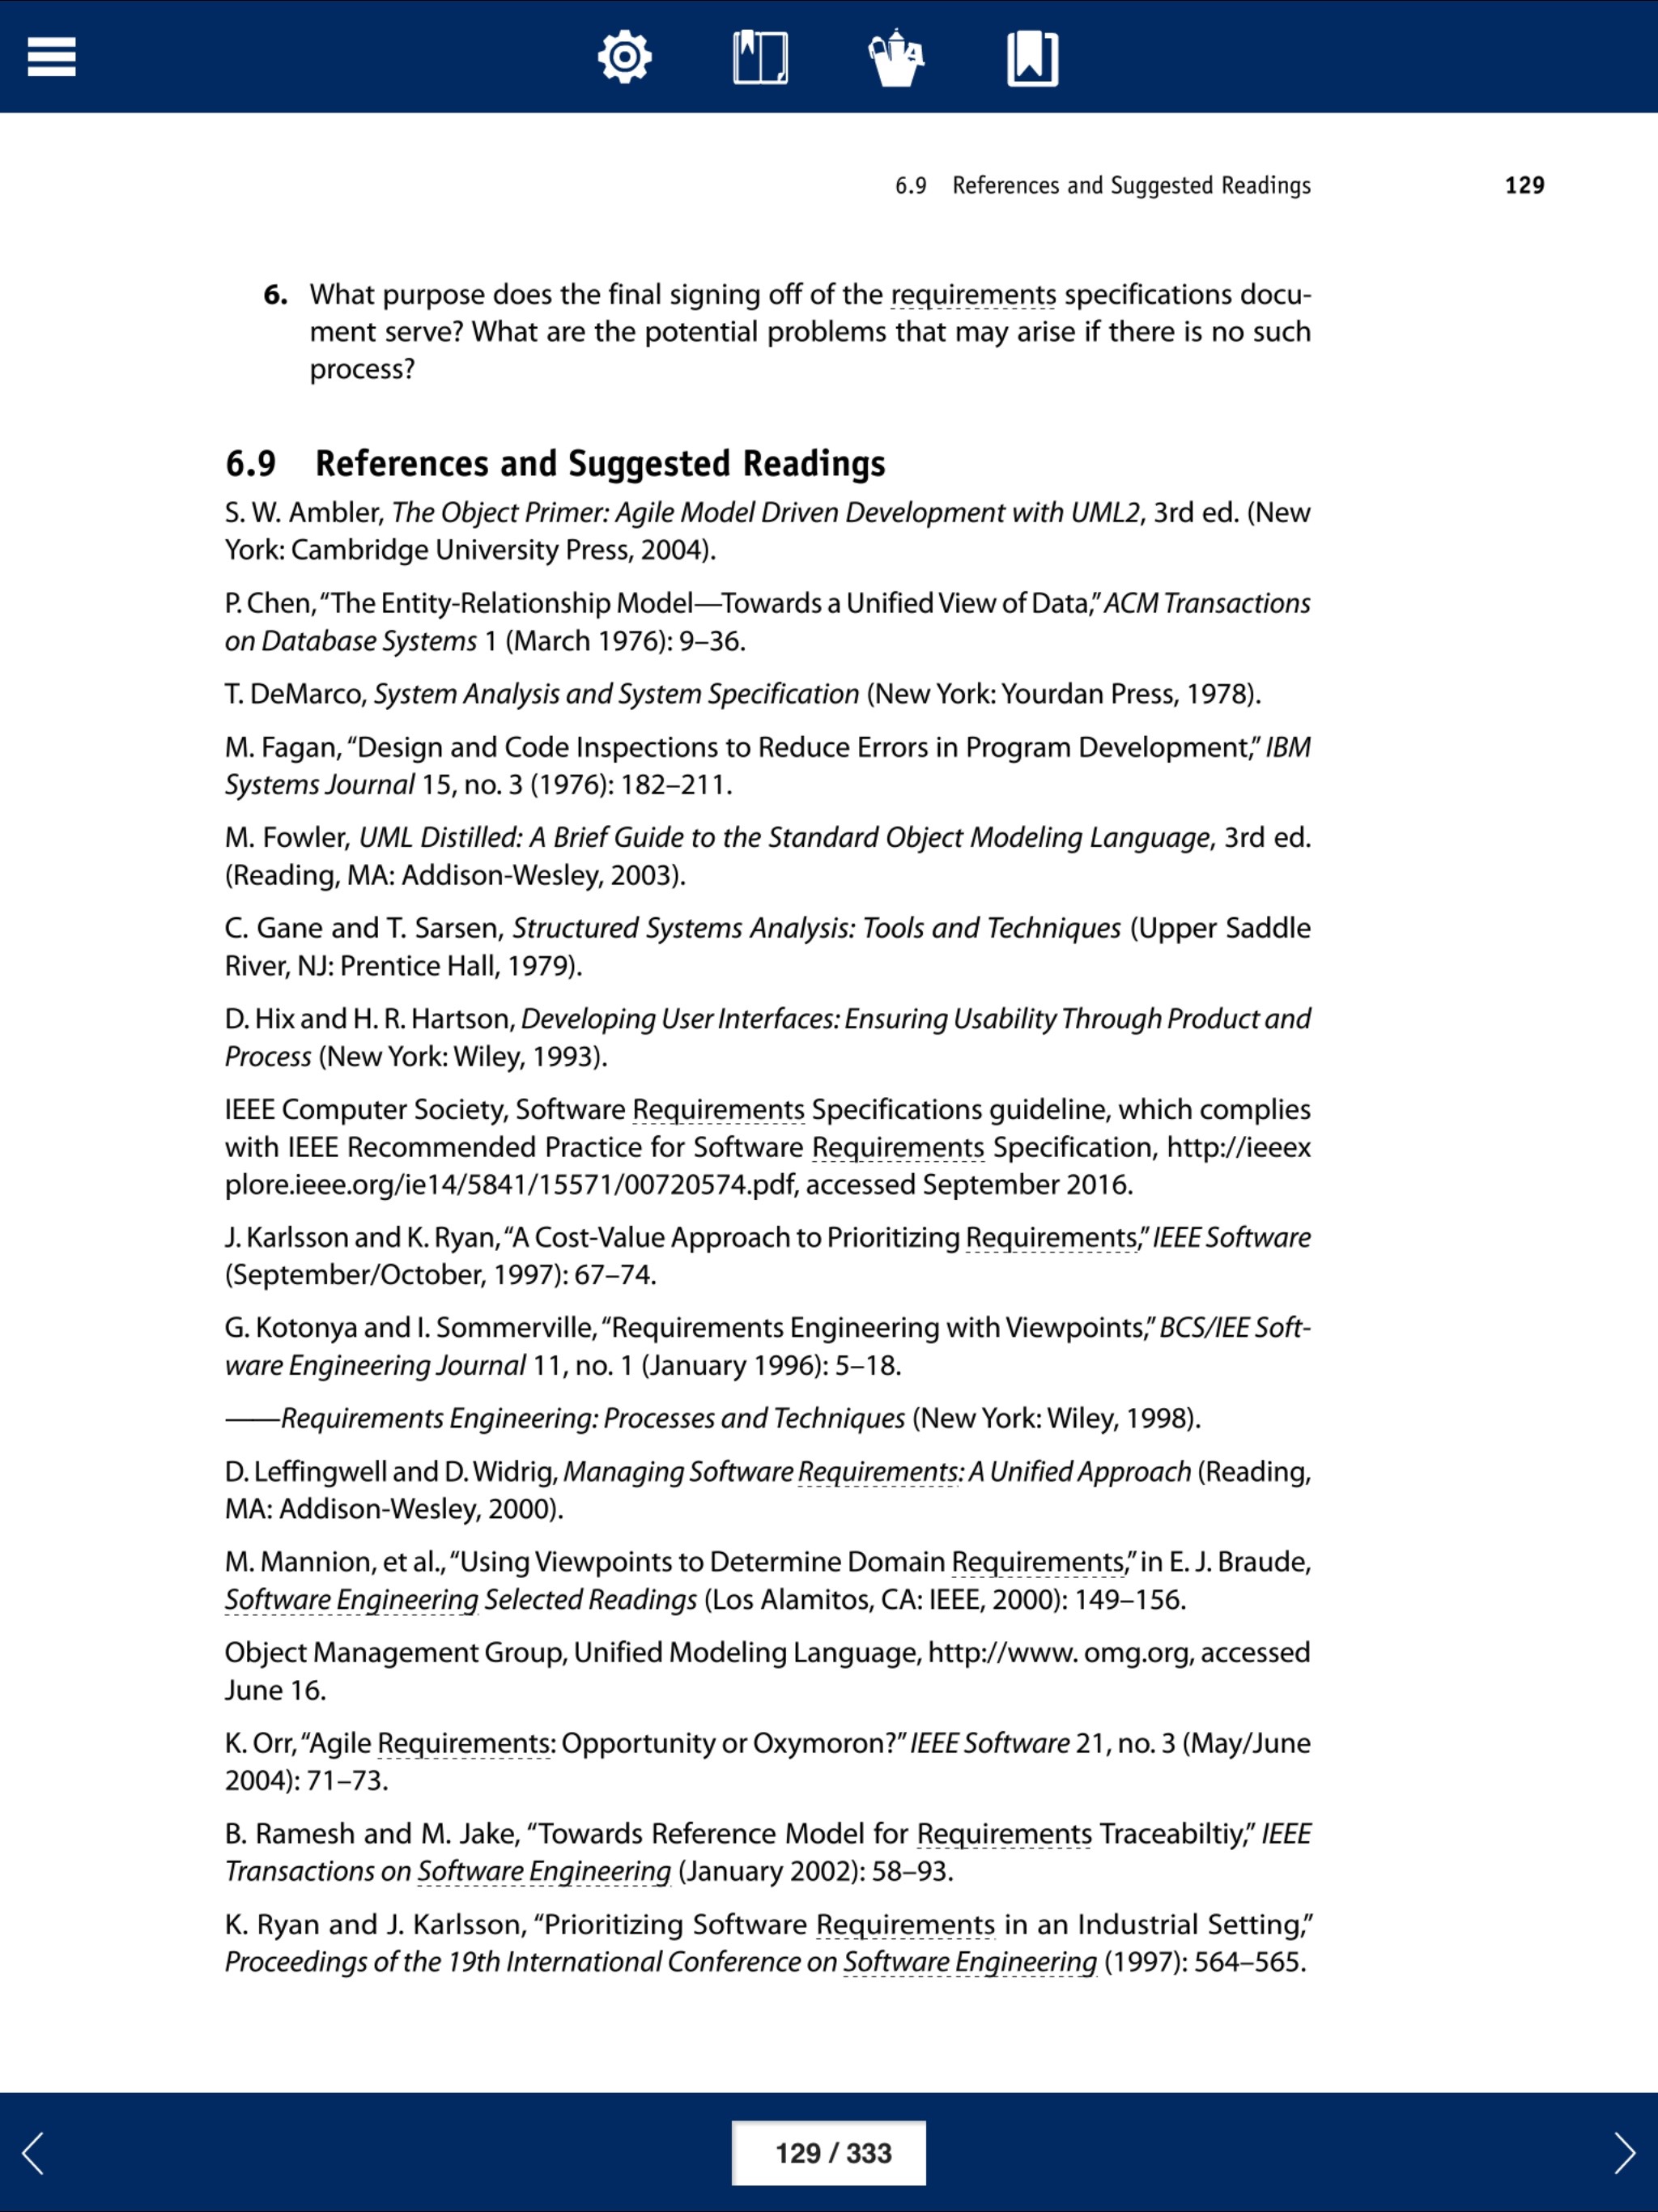 6.9 References and Suggested Readings 129
6. What purpose does the final signing off of the requirements specifications docu-
ment serve? What are the potential problems that may arise if there is no such
process?
6.9 References and Suggested Readings
S. W. Ambler, The Object Primer: Agile Model Driven Development with UML2, 3rd ed. (New
York: Cambridge University Press, 2004).
P. Chen, “The Entity-Relationship Model—Towards a Unified View of Data,” ACM Transactions
on Database Systems 1 (March 1976): 9–36.
T. DeMarco, System Analysis and System Specification (New York: Yourdan Press, 1978).
M. Fagan, “Design and Code Inspections to Reduce Errors in Program Development,” IBM
Systems Journal 15, no. 3 (1976): 182–211.
M. Fowler, UML Distilled: A Brief Guide to the Standard Object Modeling Language, 3rd ed.
(Reading, MA: Addison-Wesley, 2003).
C. Gane and T. Sarsen, Structured Systems Analysis: Tools and Techniques (Upper Saddle
River, NJ: Prentice Hall, 1979).
D. Hix and H. R. Hartson, Developing User Interfaces: Ensuring Usability Through Product and
Process (New York: Wiley, 1993).
IEEE Computer Society, Software Requirements Specifications guideline, which complies
with IEEE Recommended Practice for Software Requirements Specification, http://ieeex
plore.ieee.org/ie14/5841/15571/00720574.pdf, accessed September 2016.
J. Karlsson and K. Ryan, “A Cost-Value Approach to Prioritizing Requirements,” IEEE Software
(September/October, 1997): 67–74.
G. Kotonya and I. Sommerville, “Requirements Engineering with Viewpoints,” BCS/IEE Soft-
ware Engineering Journal 11, no. 1 (January 1996): 5–18.
——Requirements Engineering: Processes and Techniques (New York: Wiley, 1998).
D. Leffingwell and D. Widrig, Managing Software Requirements: A Unified Approach (Reading,
MA: Addison-Wesley, 2000).
M. Mannion, et al., “Using Viewpoints to Determine Domain Requirements,” in E. J. Braude,
Software Engineering Selected Readings (Los Alamitos, CA: IEEE, 2000): 149–156.
Object Management Group, Unified Modeling Language, http://www. omg.org, accessed
June 16.
K. Orr, “Agile Requirements: Opportunity or Oxymoron?” IEEE Software 21, no. 3 (May/June
2004): 71–73.
B. Ramesh and M. Jake, “Towards Reference Model for Requirements Traceabiltiy,” IEEE
Transactions on Software Engineering (January 2002): 58–93.
K. Ryan and J. Karlsson, “Prioritizing Software Requirements in an Industrial Setting,”
Proceedings of the 19th International Conference on Software Engineering (1997): 564–565.
129 / 333